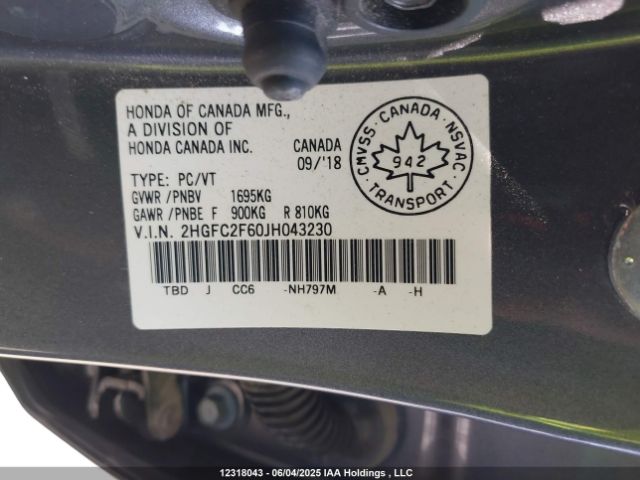 HONDA OF CANADA MFG.,
A DIVISION OF
HONDA CANADA INC.
CANADA
09/'18
CMVSS · CANADA · NSVAC
942
TRANSPORT
TYPE: PC/VT
GVWR /PNBV 1695KG
GAWR /PNBE F 900KG R 810KG
V.I.N. 2HGFC2F60JH043230
TBD J CC6 -NH797M -A -H
12318043 - 06/04/2025 IAA Holdings , LLC